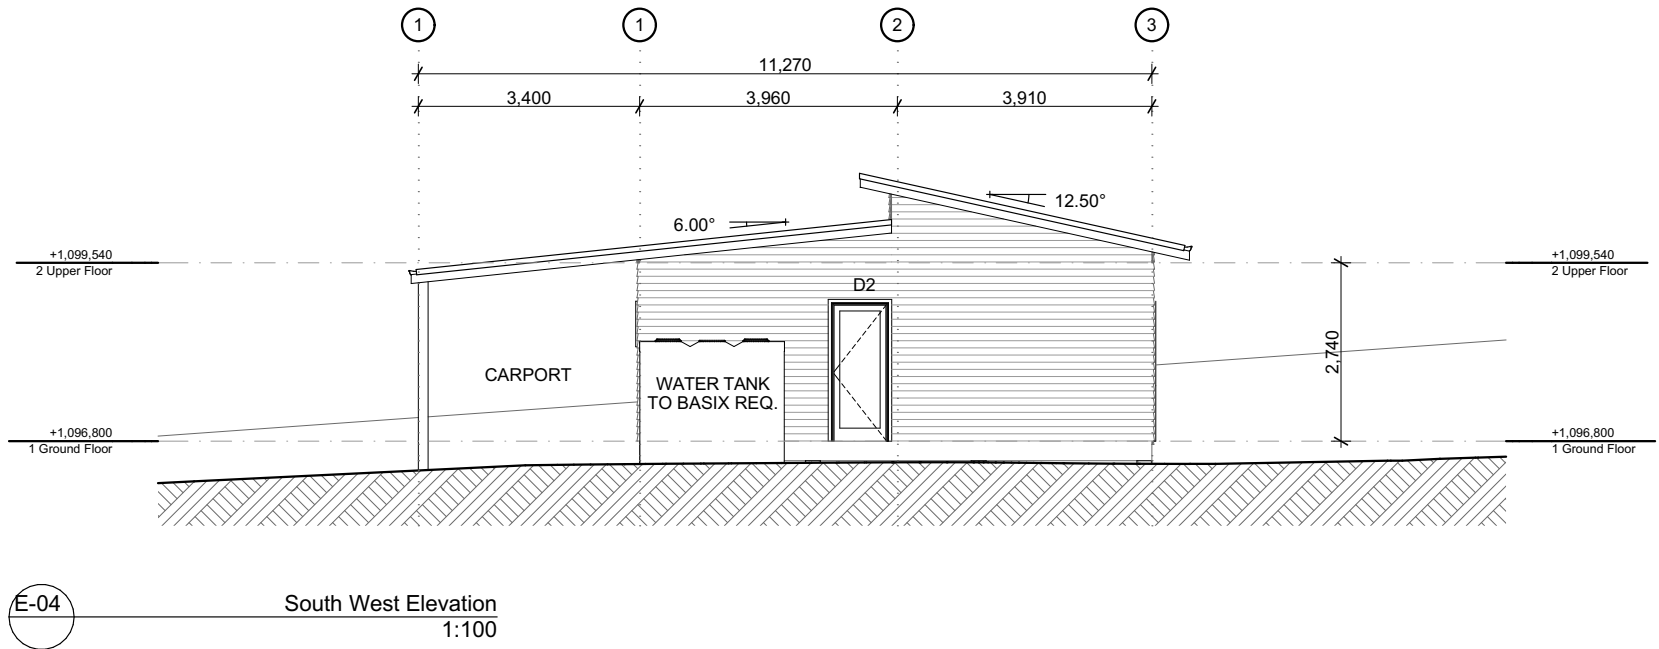 1 1 2 3
11,270
3,400 3,960 3,910
12.50°
6.00°
+1,099,540
2 Upper Floor
+1,099,540
2 Upper Floor
D2
2,740
CARPORT
WATER TANK
TO BASIX REQ.
+1,096,800
1 Ground Floor
+1,096,800
1 Ground Floor
E-04
South West Elevation
1:100